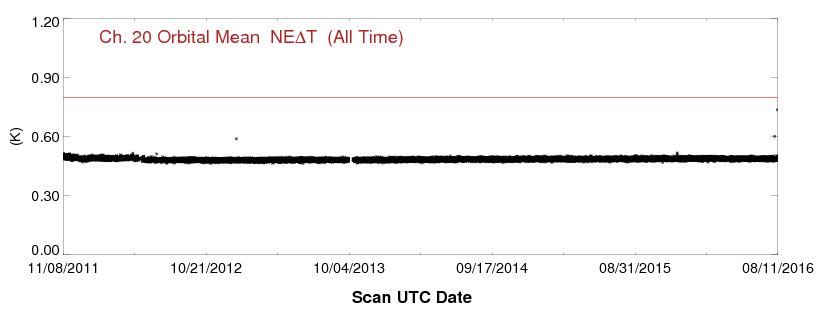 Ch. 20 Orbital Mean  NEΔT  (All Time)
1.20
0.90
0.60
0.30
0.00
(K)
11/08/2011 10/21/2012 10/04/2013 09/17/2014 08/31/2015 08/11/2016
Scan UTC Date